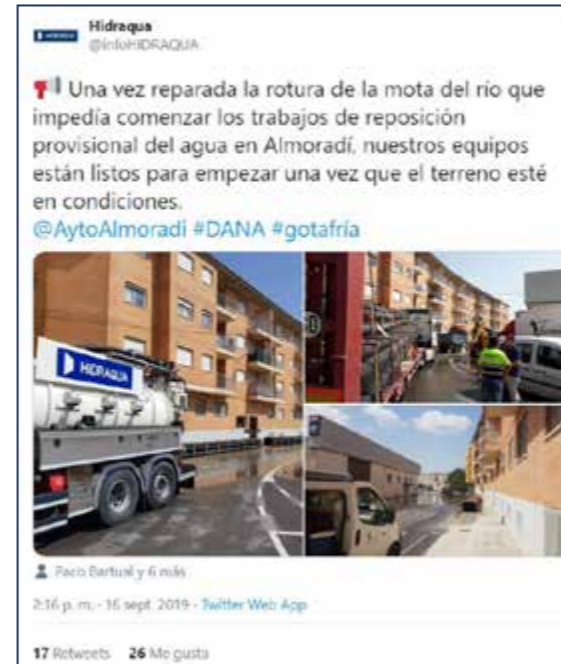 Hidraqua
@infoHIDRAQUA
Una vez reparada la rotura de la mota del río que
impedía comenzar los trabajos de reposición
provisional del agua en Almoradí, nuestros equipos
están listos para empezar una vez que el terreno esté
en condiciones.
@AytoAlmoradi #DANA #gotafría
HIDRAQUA
Paco Bartual y 6 más
2:16 p. m. · 16 sept. 2019 · Twitter Web App
17 Retweets 26 Me gusta